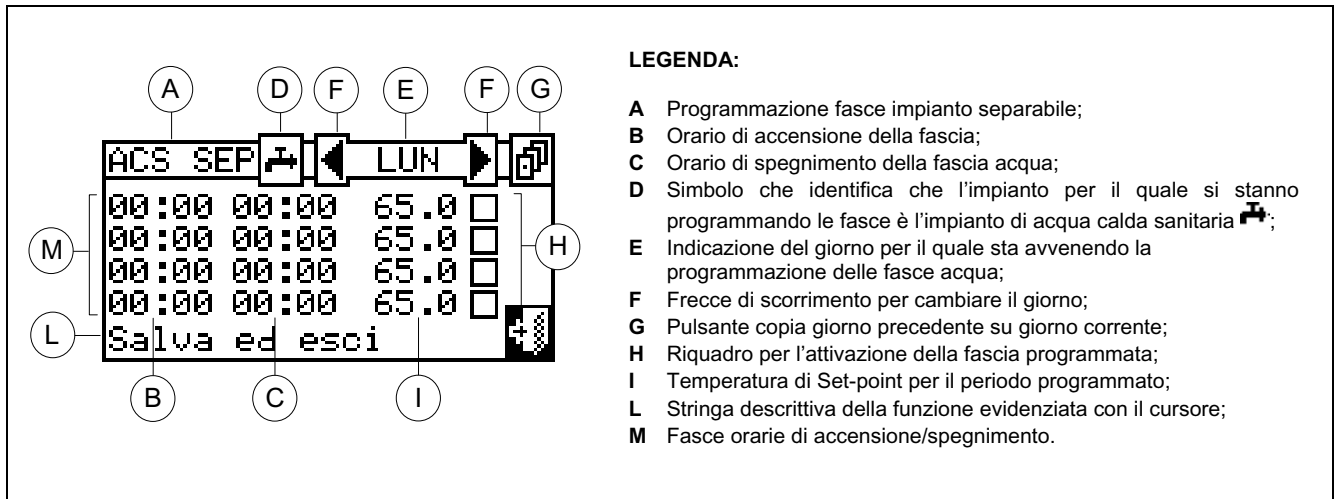 A D F E F G
ACS SEP LUN
00:00 00:00 65.0
00:00 00:00 65.0
00:00 00:00 65.0
00:00 00:00 65.0
Salva ed esci
M
L
H
B C I
LEGENDA:
A Programmazione fasce impianto separabile;
B Orario di accensione della fascia;
C Orario di spegnimento della fascia acqua;
D Simbolo che identifica che l'impianto per il quale si stanno
programmando le fasce è l'impianto di acqua calda sanitaria ;
E Indicazione del giorno per il quale sta avvenendo la
programmazione delle fasce acqua;
F Frecce di scorrimento per cambiare il giorno;
G Pulsante copia giorno precedente su giorno corrente;
H Riquadro per l'attivazione della fascia programmata;
I Temperatura di Set-point per il periodo programmato;
L Stringa descrittiva della funzione evidenziata con il cursore;
M Fasce orarie di accensione/spegnimento.